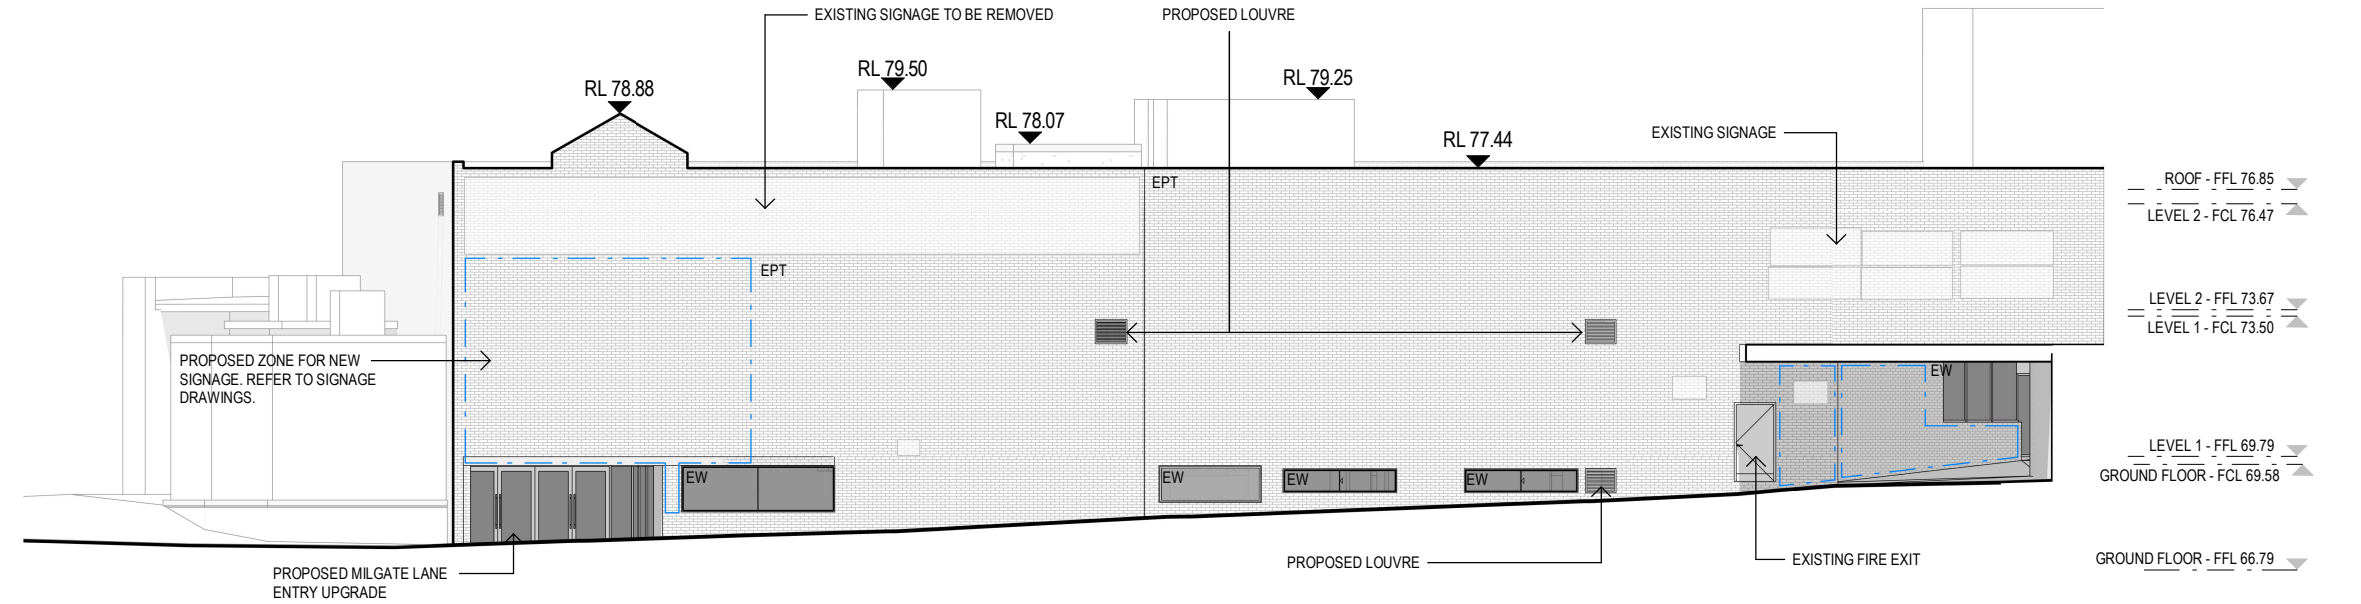 EXISTING SIGNAGE TO BE REMOVED
PROPOSED LOUVRE
RL 79.50
RL 79.25
RL 78.88
RL 78.07
RL 77.44
EXISTING SIGNAGE
EPT
ROOF - FFL 76.85
LEVEL 2 - FCL 76.47
EPT
LEVEL 2 - FFL 73.67
LEVEL 1 - FCL 73.50
PROPOSED ZONE FOR NEW
SIGNAGE. REFER TO SIGNAGE
DRAWINGS.
EW
LEVEL 1 - FFL 69.79
GROUND FLOOR - FCL 69.58
EW
EW
EW
EW
GROUND FLOOR - FFL 66.79
PROPOSED LOUVRE
EXISTING FIRE EXIT
PROPOSED MILGATE LANE
ENTRY UPGRADE